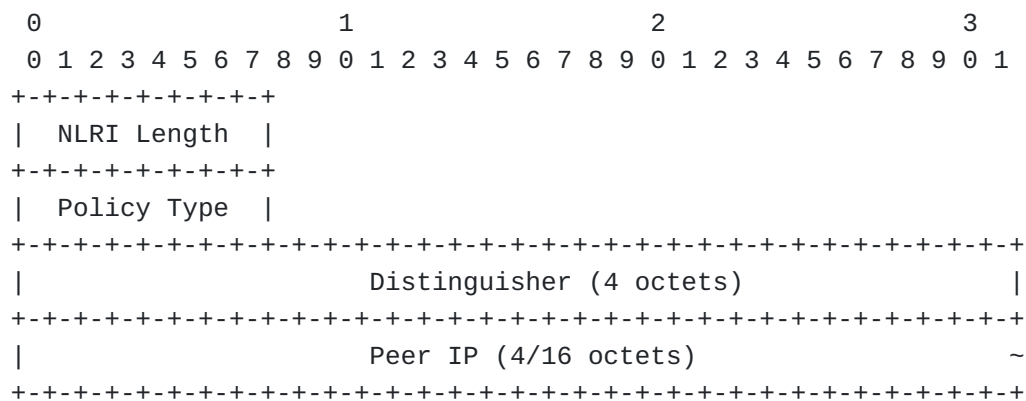 0                   1                   2                   3
 0 1 2 3 4 5 6 7 8 9 0 1 2 3 4 5 6 7 8 9 0 1 2 3 4 5 6 7 8 9 0 1
+-+-+-+-+-+-+-+-+
|  NLRI Length  |
+-+-+-+-+-+-+-+-+
|  Policy Type  |
+-+-+-+-+-+-+-+-+-+-+-+-+-+-+-+-+-+-+-+-+-+-+-+-+-+-+-+-+-+-+-+-+
|                      Distinguisher (4 octets)                 |
+-+-+-+-+-+-+-+-+-+-+-+-+-+-+-+-+-+-+-+-+-+-+-+-+-+-+-+-+-+-+-+-+
|                      Peer IP (4/16 octets)                    ~
+-+-+-+-+-+-+-+-+-+-+-+-+-+-+-+-+-+-+-+-+-+-+-+-+-+-+-+-+-+-+-+-+